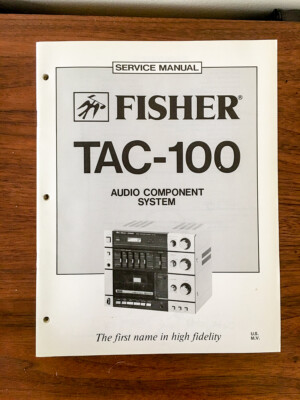 SERVICE MANUAL
FISHER®
TAC-100
AUDIO COMPONENT
SYSTEM
The first name in high fidelity
U.S.
M.V.